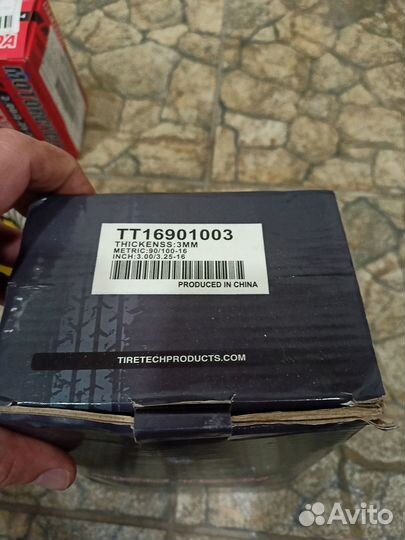 TT16901003
THICKENSS:3MM
METRIC:90/100-16
INCH:3.00/3.25-16
PRODUCED IN CHINA
TIRETECHPRODUCTS.COM
Avito